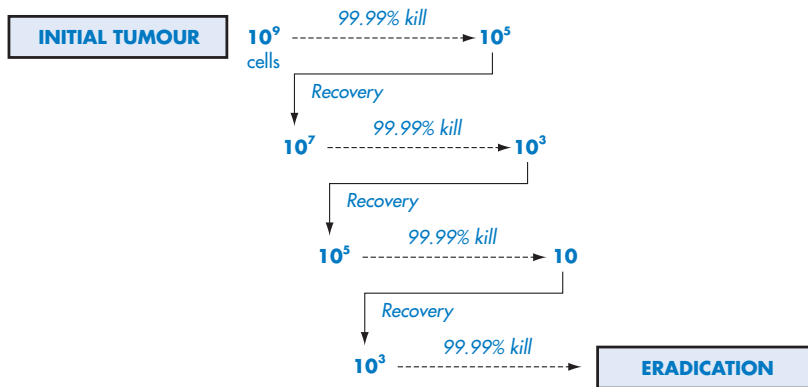 INITIAL TUMOUR 10⁹ 99.99% kill 10⁵
cells
Recovery
10⁷ 99.99% kill 10³
Recovery
10⁵ 99.99% kill 10
Recovery
10³ 99.99% kill ERADICATION